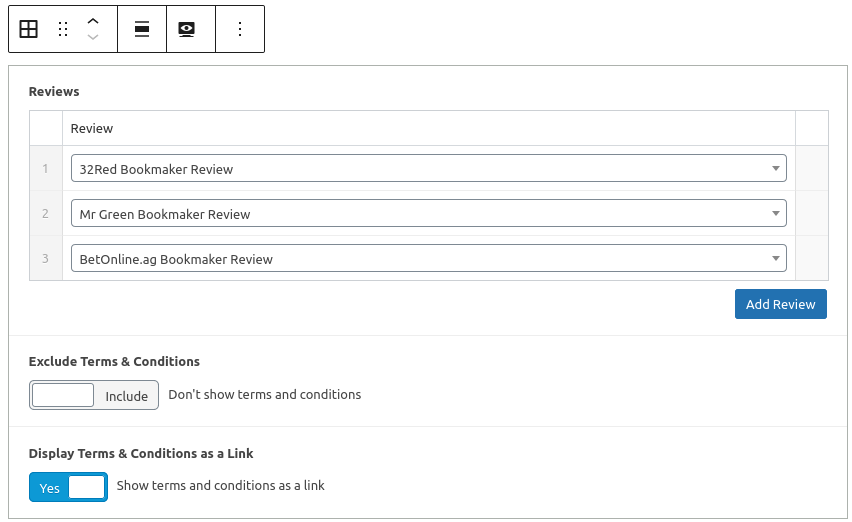 Reviews
Review
1 32Red Bookmaker Review
2 Mr Green Bookmaker Review
3 BetOnline.ag Bookmaker Review
Add Review
Exclude Terms & Conditions
Include Don't show terms and conditions
Display Terms & Conditions as a Link
Yes Show terms and conditions as a link